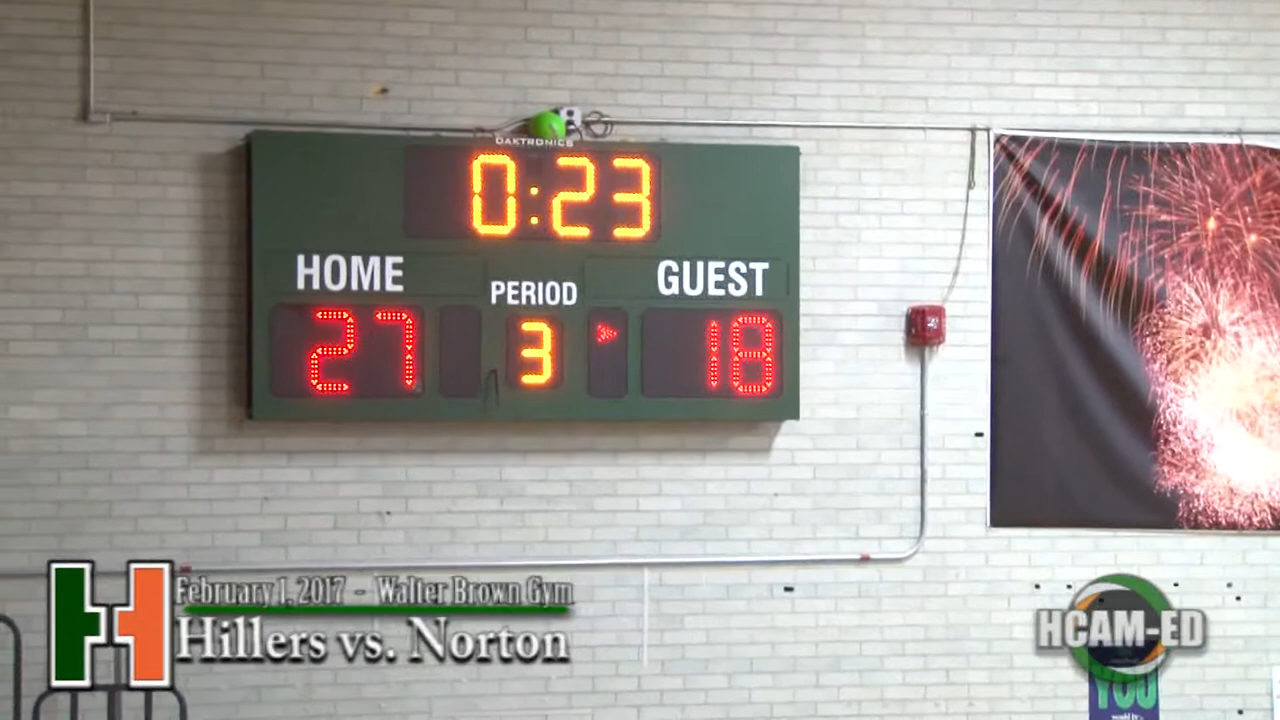 DAKTRONICS
0:23
HOME
PERIOD
GUEST
27
3
18
February 1, 2017 - Walter Brown Gym
H
Hillers vs. Norton
HCAM-ED
YOU